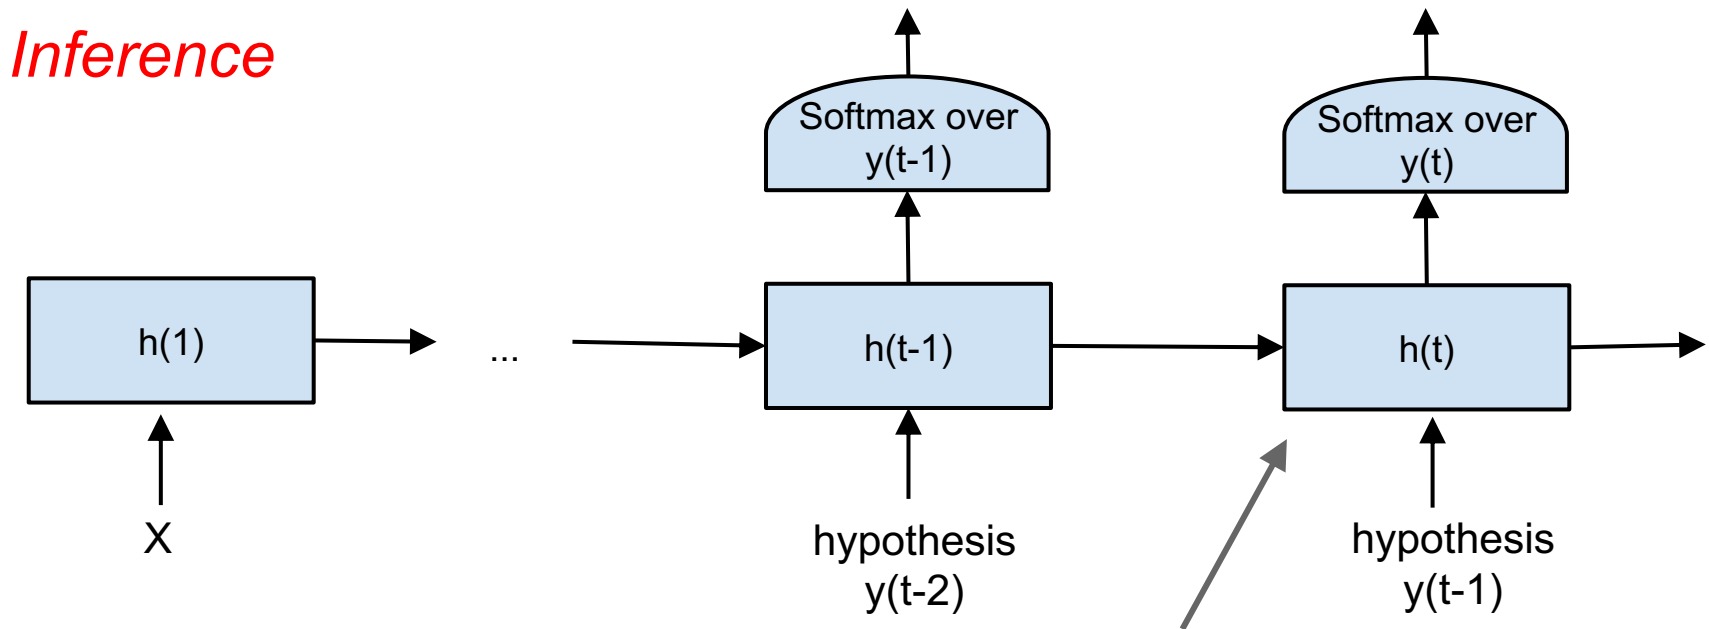 Inference
Softmax over
y(t-1)
Softmax over
y(t)
h(1)
...
h(t-1)
h(t)
X
hypothesis
y(t-2)
hypothesis
y(t-1)